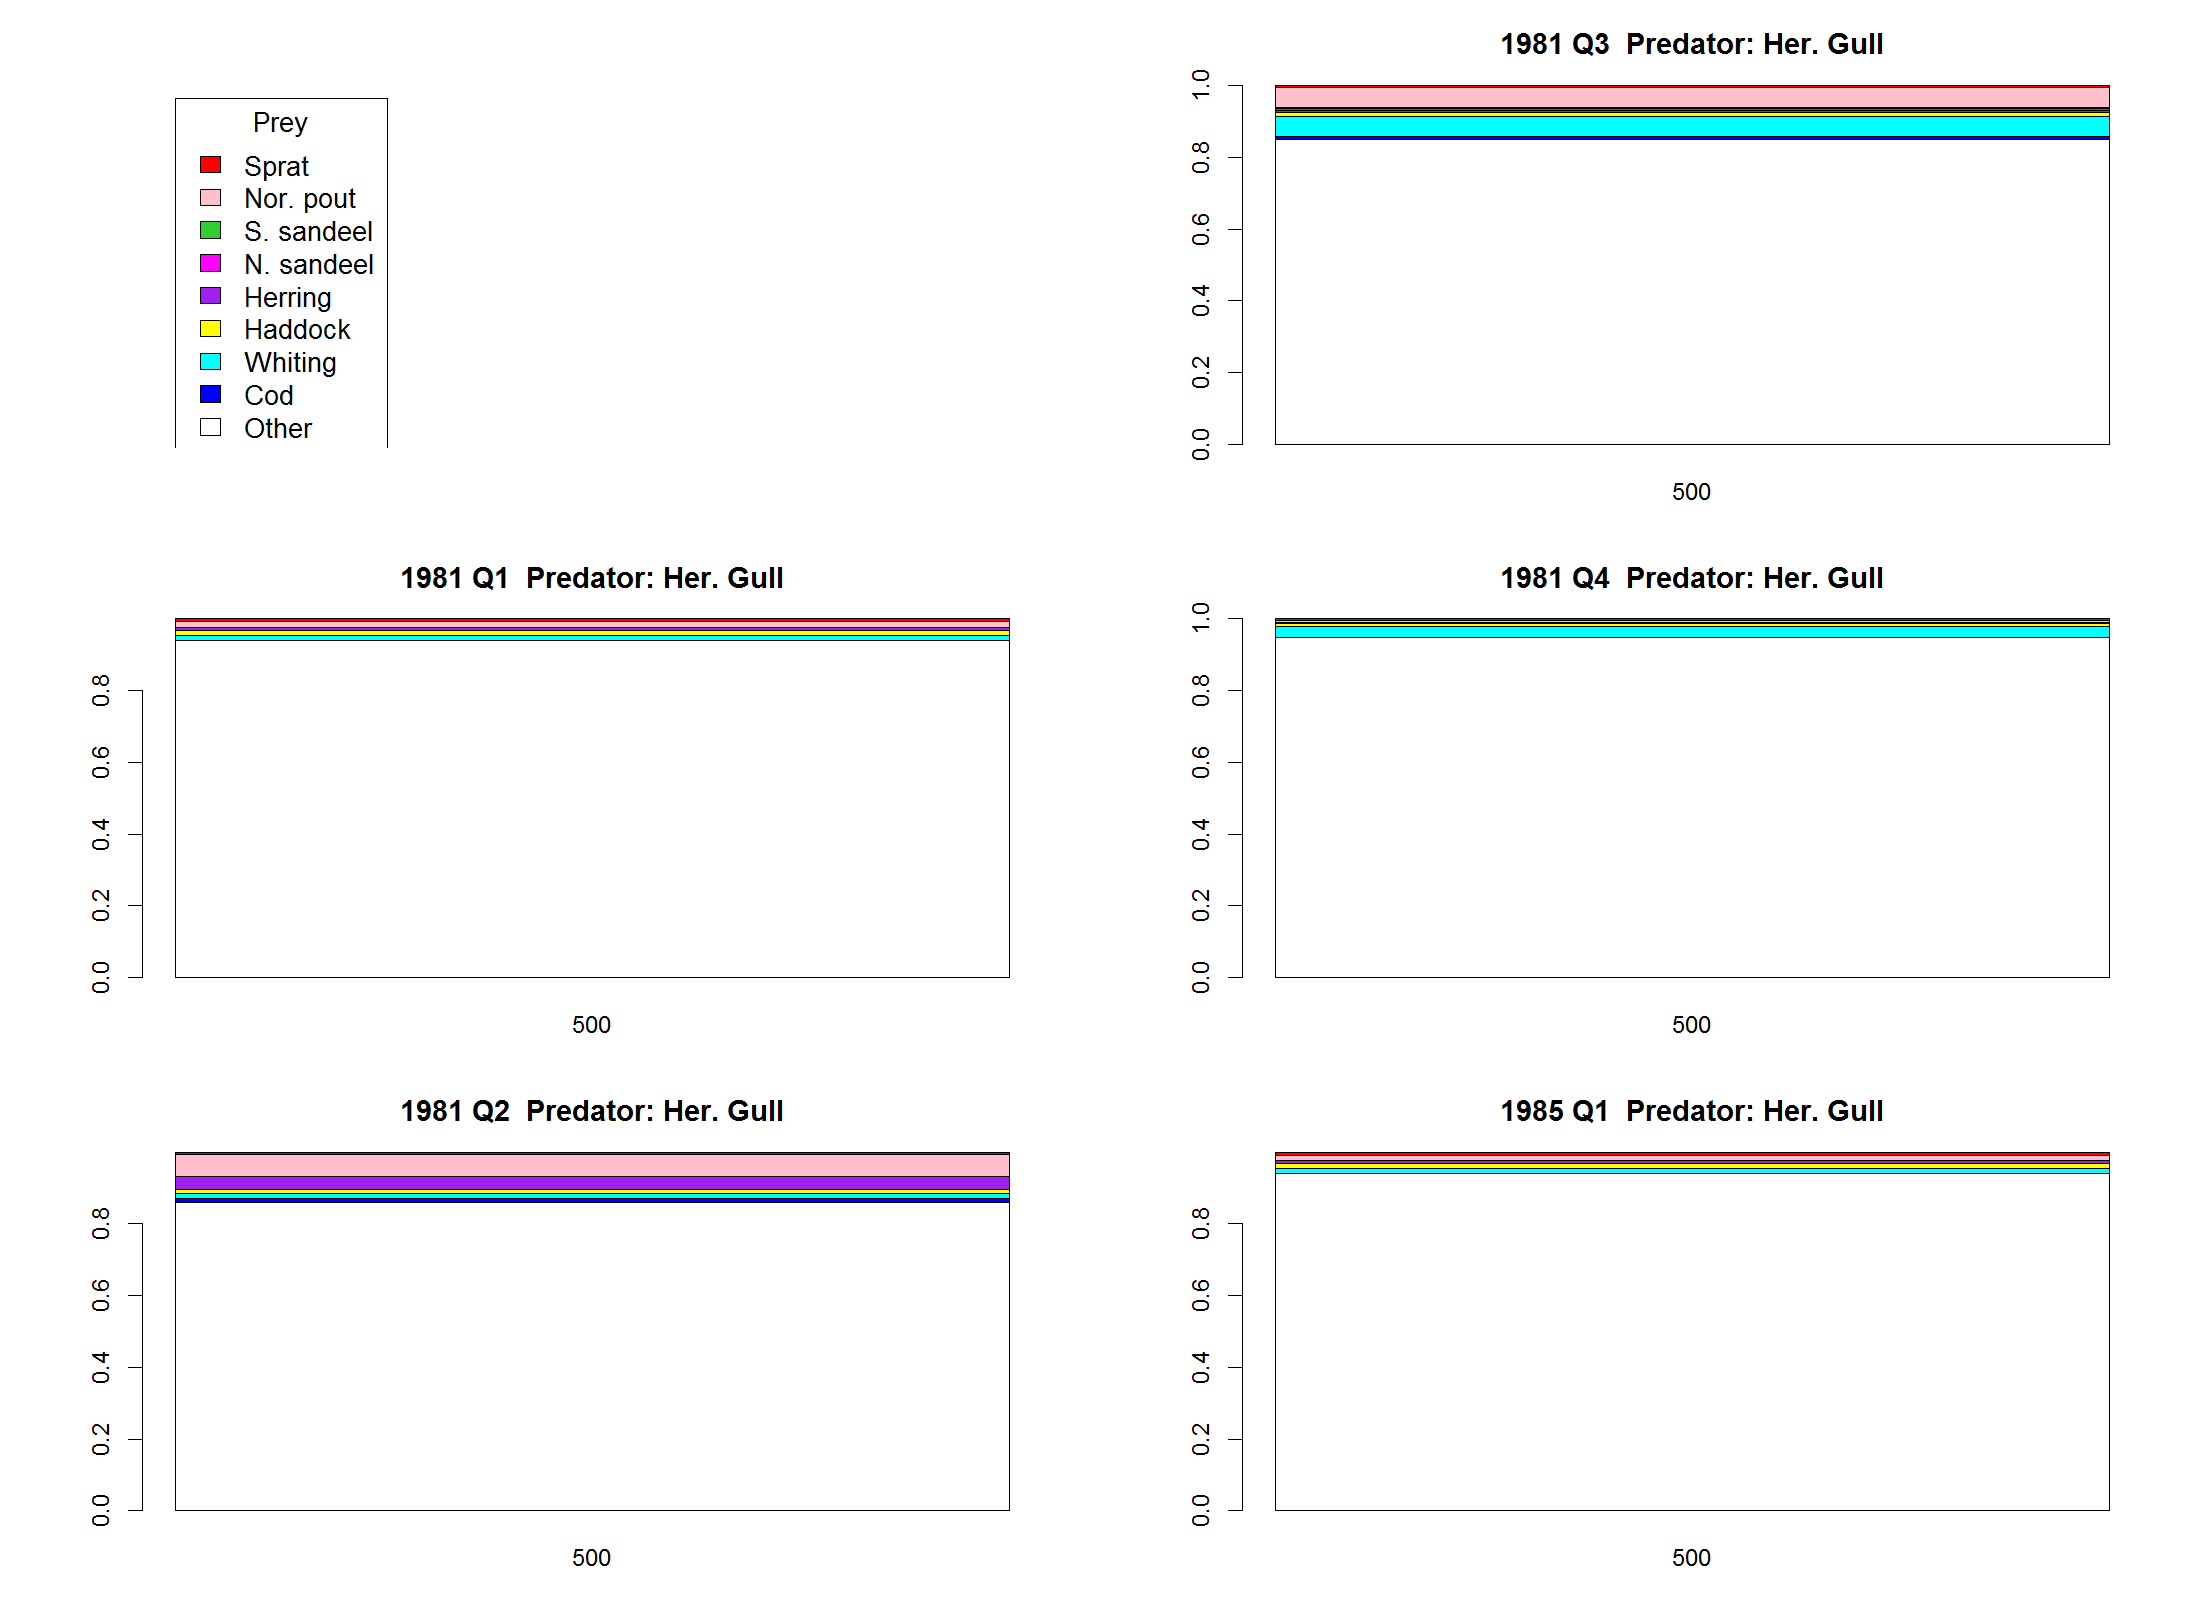 Prey
Sprat
Nor. pout
S. sandeel
N. sandeel
Herring
Haddock
Whiting
Cod
Other
1981 Q3 Predator: Her. Gull
1.0
0.8
0.6
0.4
0.2
0.0
500
1981 Q1 Predator: Her. Gull
0.8
0.6
0.4
0.2
0.0
500
1981 Q4 Predator: Her. Gull
1.0
0.8
0.6
0.4
0.2
0.0
500
1981 Q2 Predator: Her. Gull
0.8
0.6
0.4
0.2
0.0
500
1985 Q1 Predator: Her. Gull
0.8
0.6
0.4
0.2
0.0
500